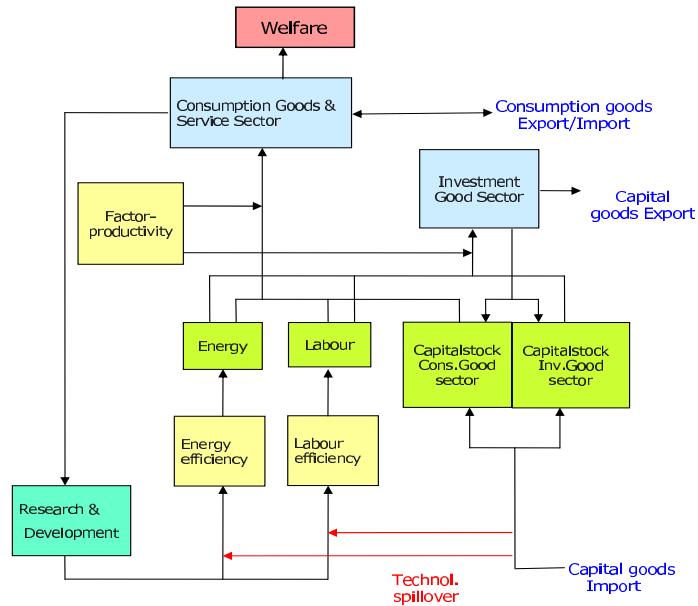 Welfare
Consumption Goods &
Service Sector
Consumption goods
Export/Import
Investment
Good Sector
Capital
goods Export
Factor-
productivity
Energy
Labour
Capitalstock
Cons.Good
sector
Capitalstock
Inv.Good
sector
Energy
efficiency
Labour
efficiency
Research &
Development
Technol.
spillover
Capital goods
Import